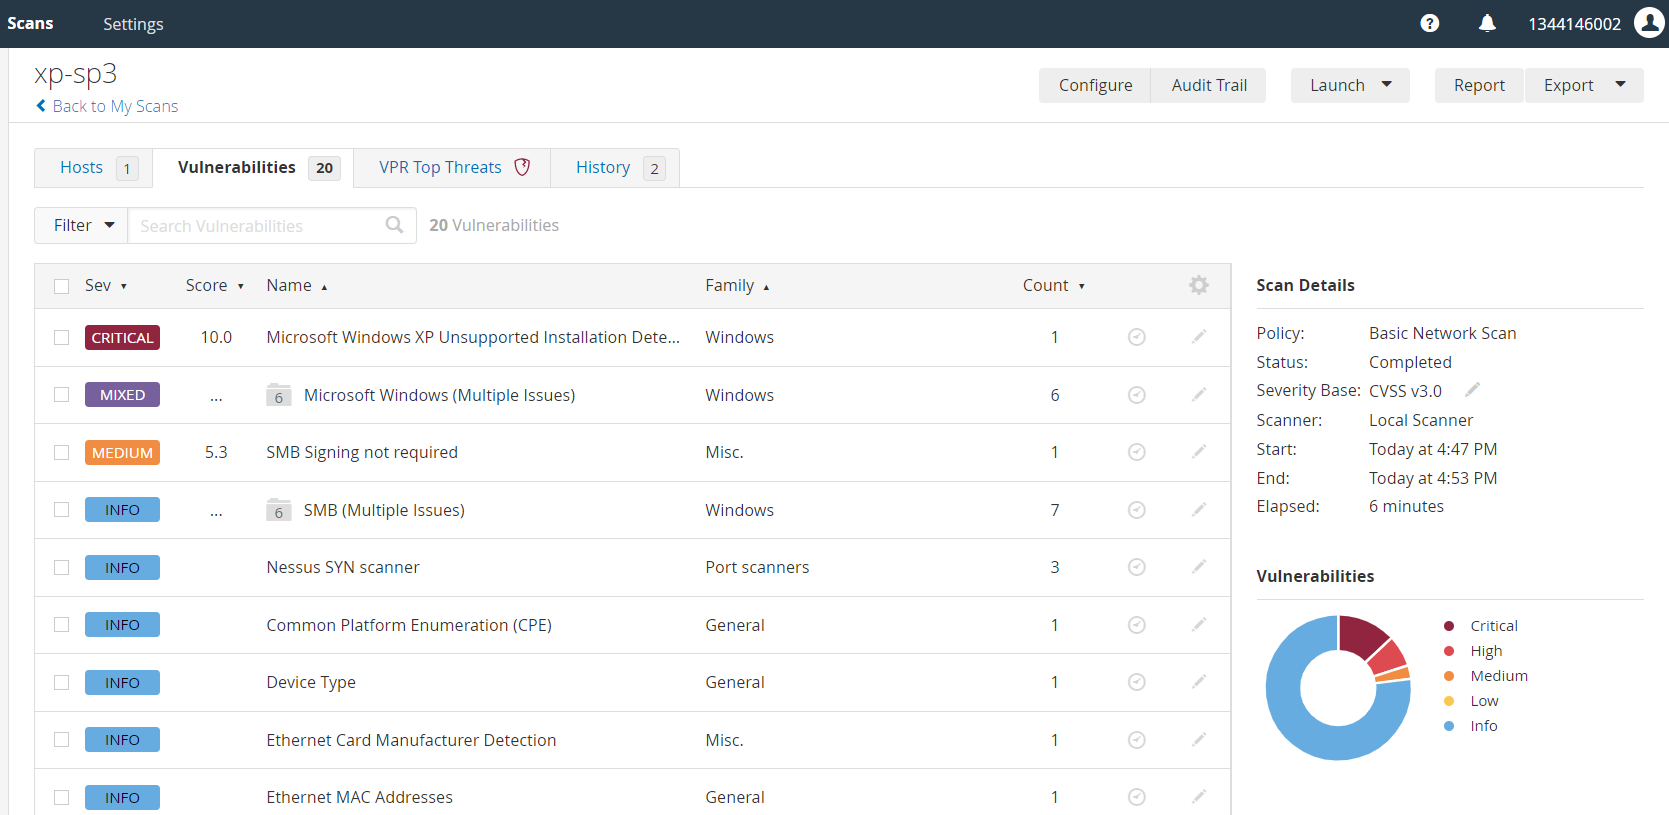 Scans Settings 1344146002
xp-sp3
Back to My Scans
Configure Audit Trail Launch Report Export
Hosts 1 Vulnerabilities 20 VPR Top Threats History 2
Filter Search Vulnerabilities 20 Vulnerabilities
Sev Score Name Family Count
CRITICAL 10.0 Microsoft Windows XP Unsupported Installation Dete... Windows 1
MIXED ... 6 Microsoft Windows (Multiple Issues) Windows 6
MEDIUM 5.3 SMB Signing not required Misc. 1
INFO ... 6 SMB (Multiple Issues) Windows 7
INFO Nessus SYN scanner Port scanners 3
INFO Common Platform Enumeration (CPE) General 1
INFO Device Type General 1
INFO Ethernet Card Manufacturer Detection Misc. 1
INFO Ethernet MAC Addresses General 1
Scan Details
Policy: Basic Network Scan
Status: Completed
Severity Base: CVSS v3.0
Scanner: Local Scanner
Start: Today at 4:47 PM
End: Today at 4:53 PM
Elapsed: 6 minutes
Vulnerabilities
Critical
High
Medium
Low
Info